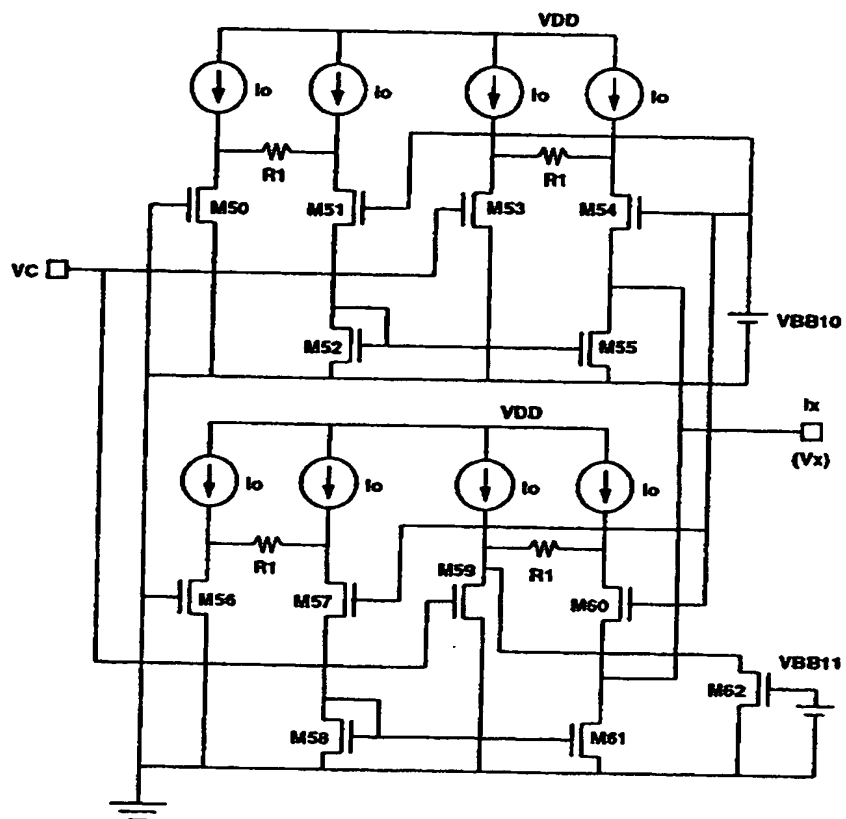 VDD
Io Io Io Io
R1 R1
M50 M51 M53 M54
VC
M52 M55 VBB10
VDD Ix
(Vx)
Io Io Io Io
R1 M59 R1
M56 M57 M60
VBB11
M62
M58 M61